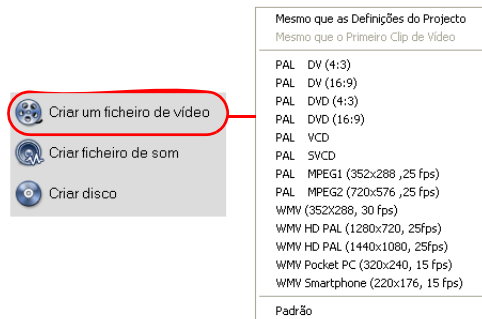 Criar um ficheiro de vídeo
Criar ficheiro de som
Criar disco
Mesmo que as Definições do Projecto
Mesmo que o Primeiro Clip de Vídeo
PAL DV (4:3)
PAL DV (16:9)
PAL DVD (4:3)
PAL DVD (16:9)
PAL VCD
PAL SVCD
PAL MPEG1 (352x288 ,25 fps)
PAL MPEG2 (720x576 ,25 fps)
WMV (352X288, 30 fps)
WMV HD PAL (1280x720, 25fps)
WMV HD PAL (1440x1080, 25fps)
WMV Pocket PC (320x240, 15 fps)
WMV Smartphone (220x176, 15 fps)
Padrão